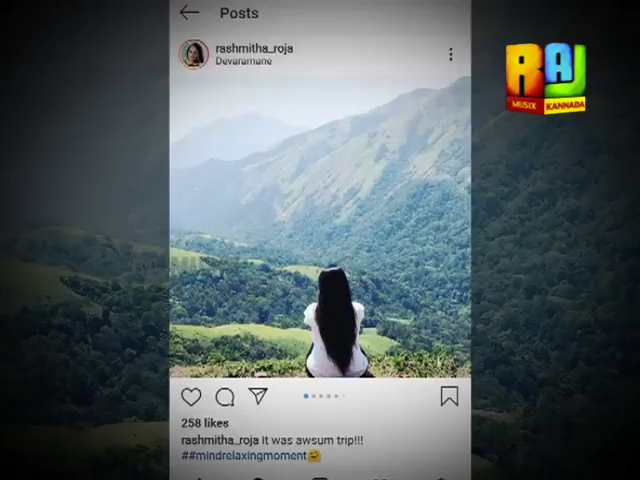 Posts
rashmitha_roja
Devaramane
RAJ
MUSIX KANNADA
258 likes
rashmitha_roja It was awsum trip!!!
##mindrelaxingmoment🤗